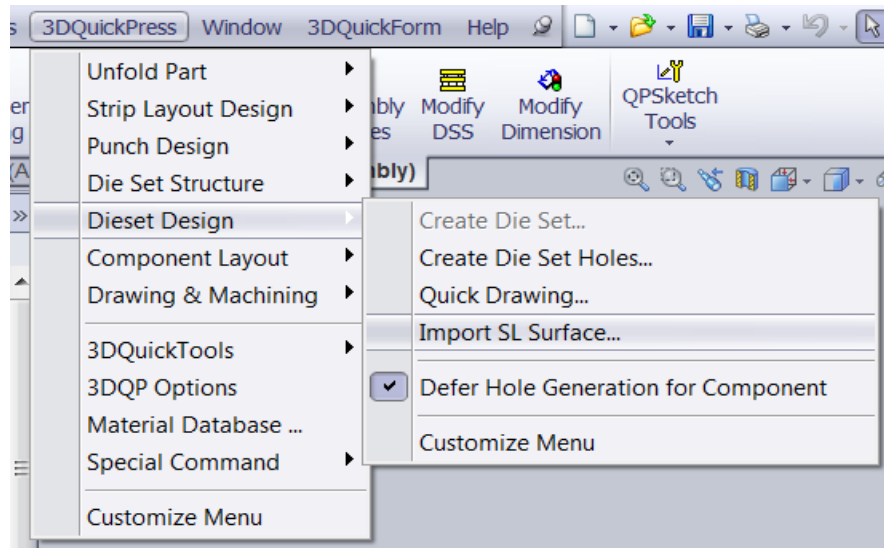 s 3DQuickPress Window 3DQuickForm Help
Unfold Part
Strip Layout Design
Punch Design
Die Set Structure
Dieset Design
Component Layout
Drawing & Machining
3DQuickTools
3DQP Options
Material Database ...
Special Command
Customize Menu
er
g
(A
»
bly
es
Modify
DSS
Modify
Dimension
QPSketch
Tools
bly)
Create Die Set...
Create Die Set Holes...
Quick Drawing...
Import SL Surface...
Defer Hole Generation for Component
Customize Menu